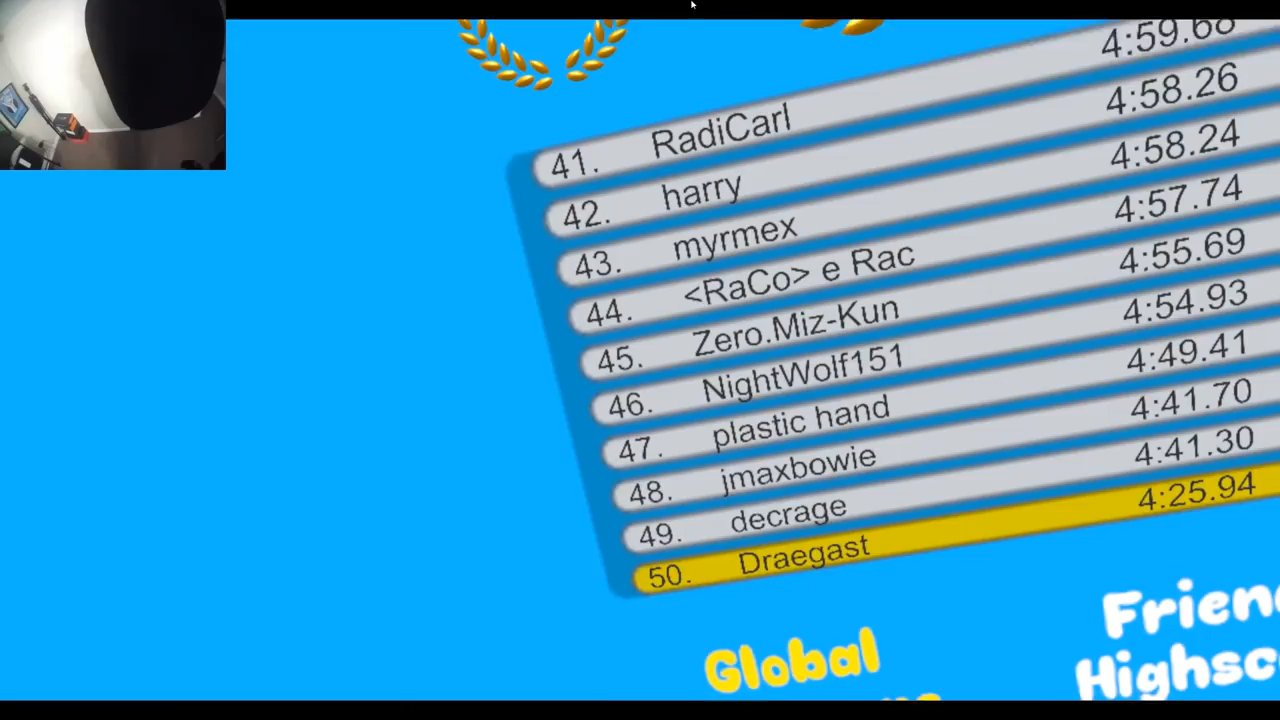 4:59.68
41. RadiCarl 4:58.26
42. harry 4:58.24
43. myrmex 4:57.74
44. <RaCo> e Rac 4:55.69
45. Zero.Miz-Kun 4:54.93
46. NightWolf151 4:49.41
47. plastic hand 4:41.70
48. jmaxbowie 4:41.30
49. decrage 4:25.94
50. Draegast
Global